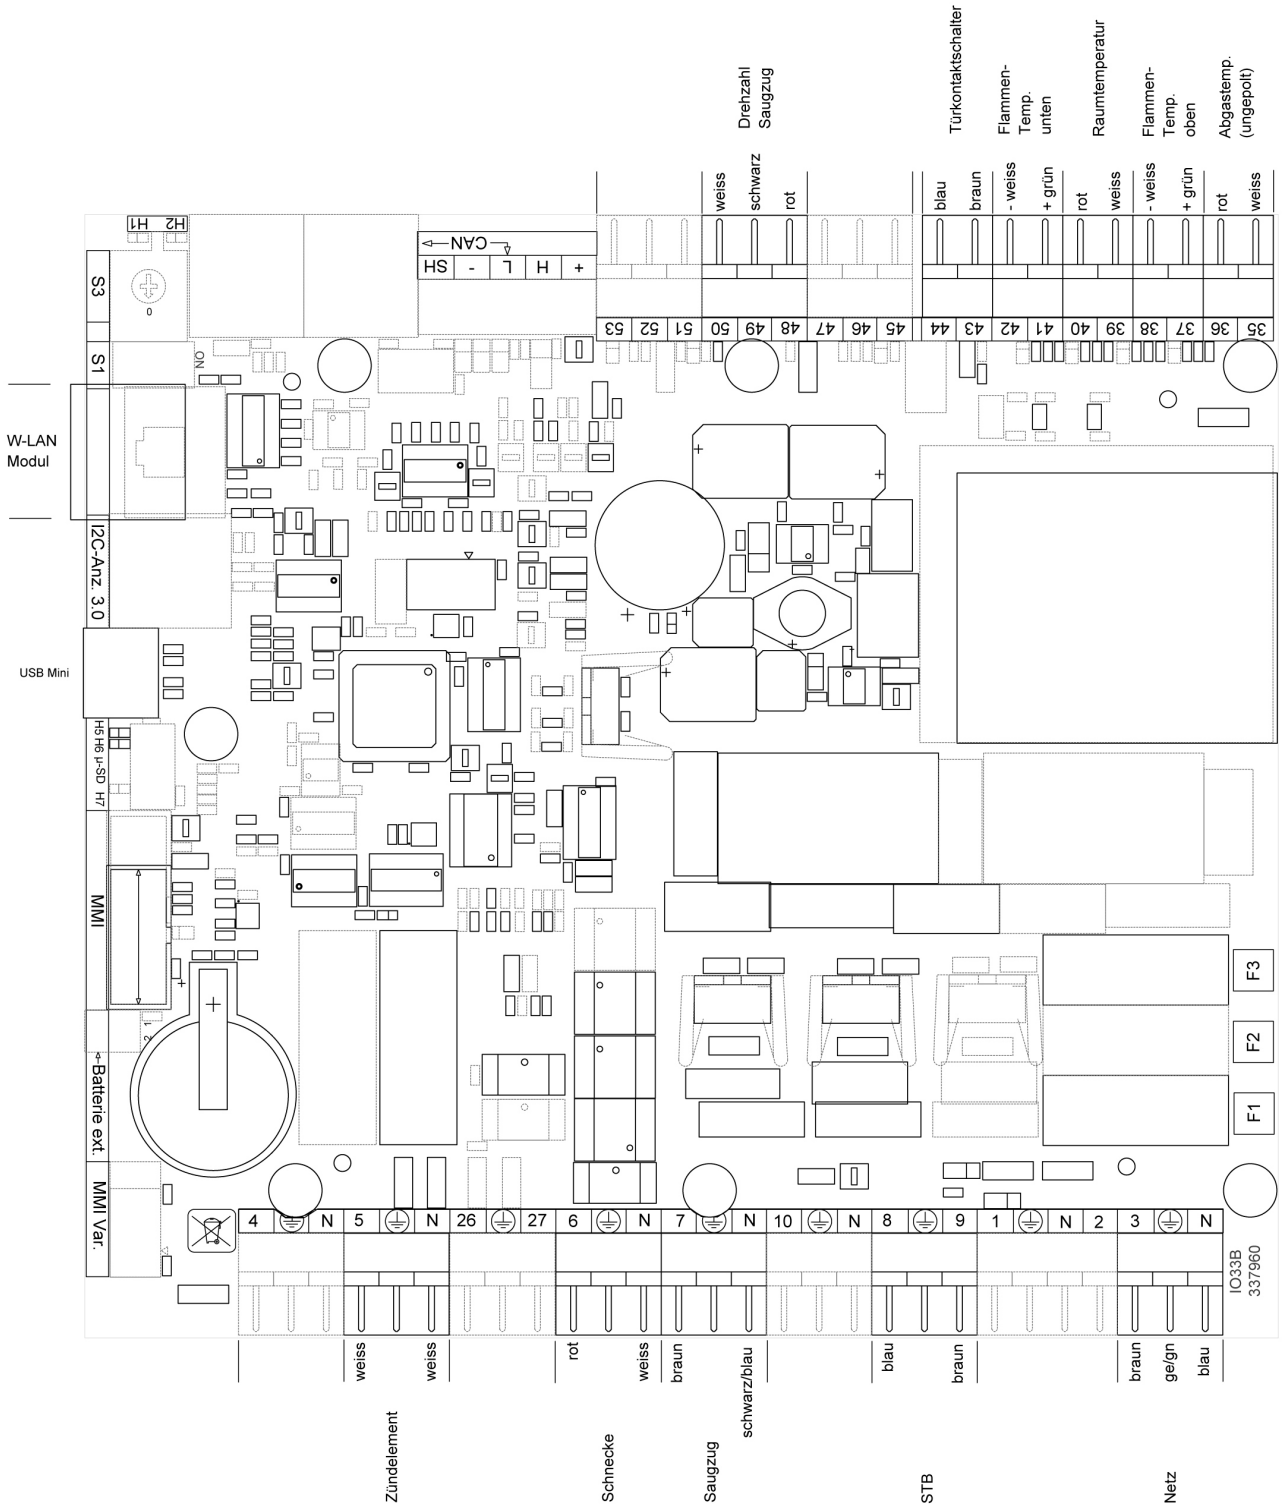 Drehzahl
Saugzug
Türkontaktschalter
Flammen-
Temp.
unten
Raumtemperatur
Flammen-
Temp.
oben
Abgastemp.
(ungepolt)
weiss
schwarz
rot
blau
braun
- weiss
+ grün
rot
weiss
- weiss
+ grün
rot
weiss
H1
H2
CAN
SH - L H +
53 52 51 50 49 48 47 46 45 44 43 42 41 40 39 38 37 36 35
S3
0
S1
ON
W-LAN
Modul
I2C-Anz. 3.0
USB Mini
H5 H6 µ-SD H7
MMI
2 1
Batterie ext.
MMI Var.
F3
F2
F1
4 N 5 N 26 27 6 N 7 N 10 N 8 9 1 N 2 3 N
IO33B
337960
weiss
weiss
rot
weiss
braun
schwarz/blau
blau
braun
braun
ge/gn
blau
Zündelement
Schnecke
Saugzug
STB
Netz